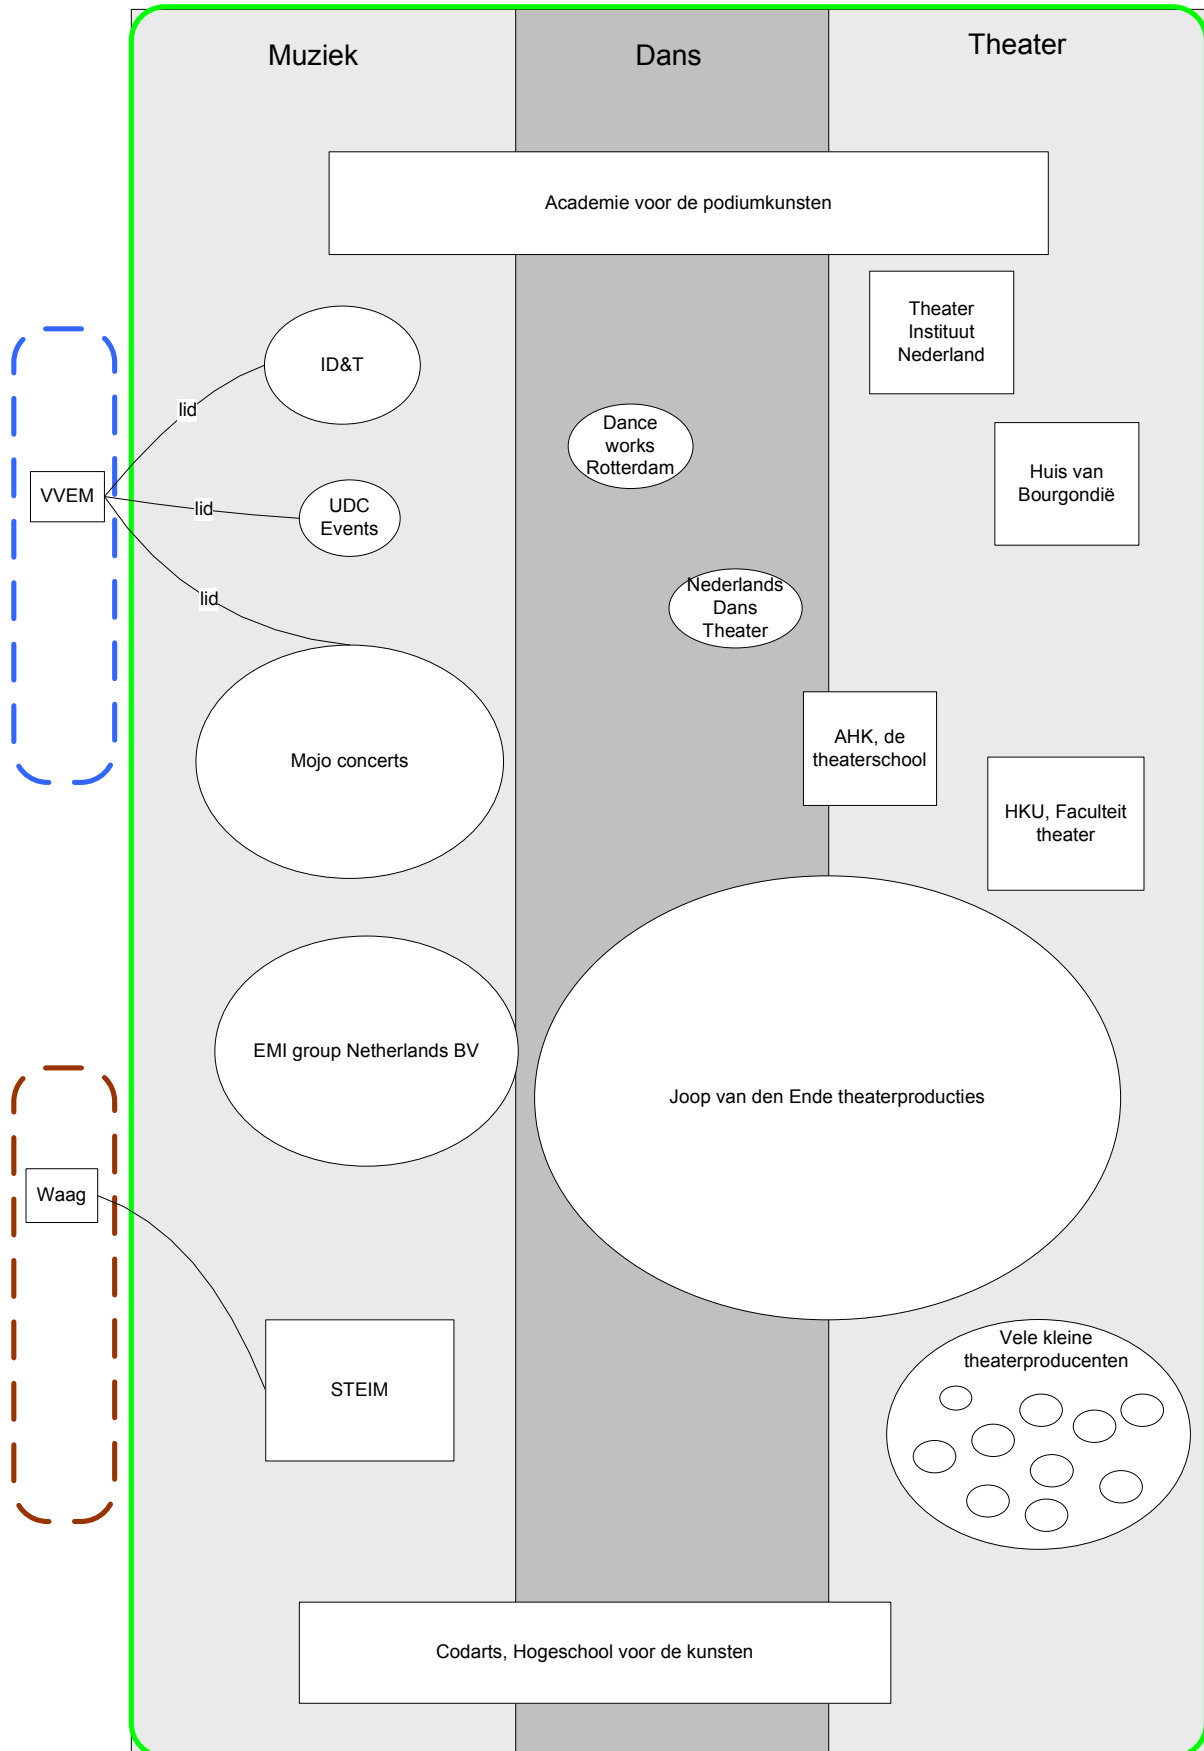 Muziek
Dans
Theater
Academie voor de podiumkunsten
Theater
Instituut
Nederland
ID&T
lid
Dance
works
Rotterdam
Huis van
Bourgondië
VVEM
lid
UDC
Events
lid
Nederlands
Dans
Theater
AHK, de
theaterschool
Mojo concerts
HKU, Faculteit
theater
EMI group Netherlands BV
Joop van den Ende theaterproducties
Waag
STEIM
Vele kleine
theaterproducenten
Codarts, Hogeschool voor de kunsten